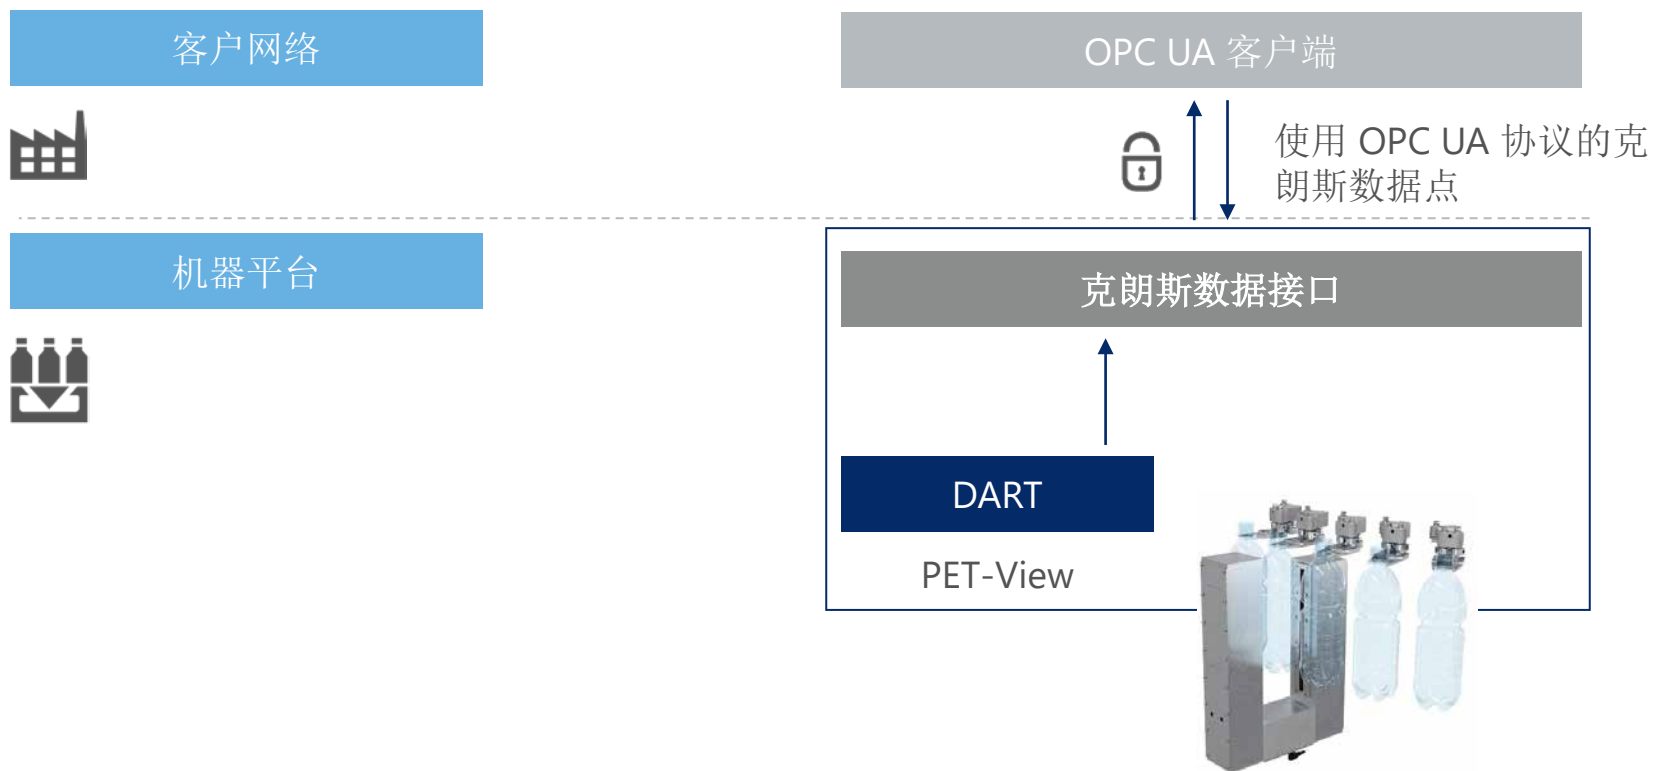 客户网络
OPC UA 客户端
使用 OPC UA 协议的克
朗斯数据点
机器平台
克朗斯数据接口
DART
PET-View